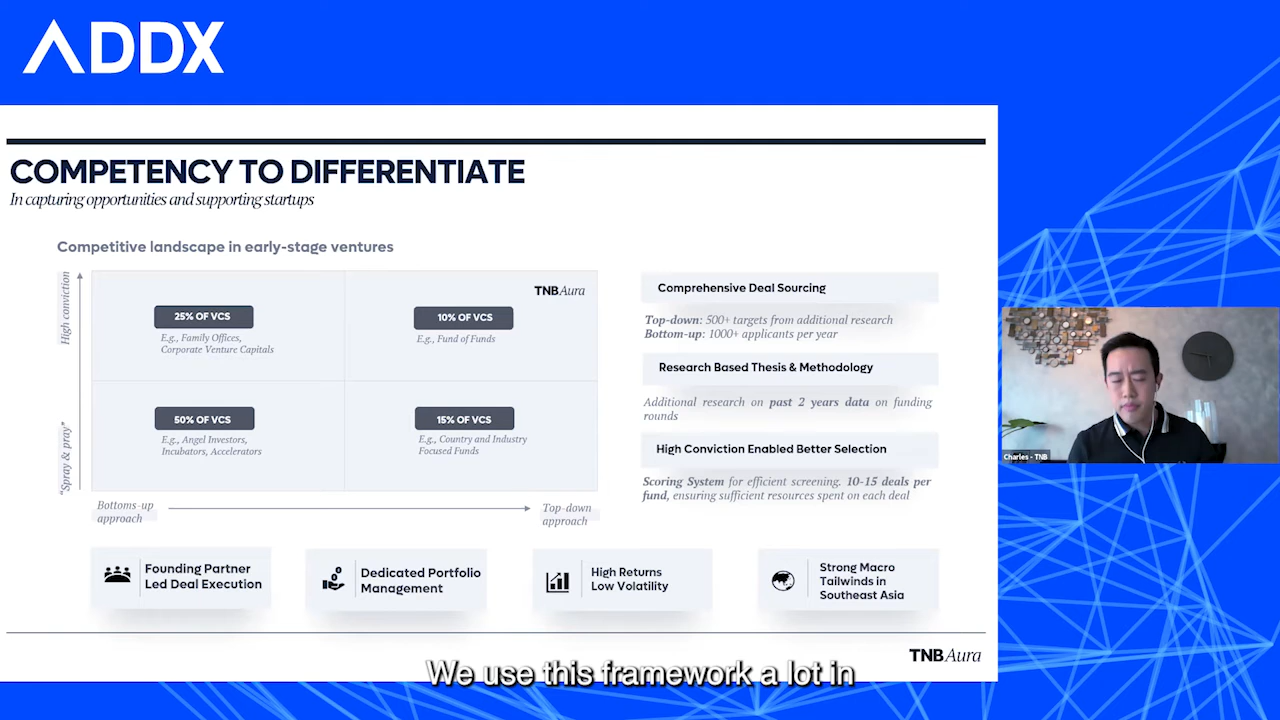 ADDX
COMPETENCY TO DIFFERENTIATE
In capturing opportunities and supporting startups
Competitive landscape in early-stage ventures
High conviction
"Spray & pray"
TNB Aura
25% OF VCS
E.g., Family Offices,
Corporate Venture Capitals
10% OF VCS
E.g., Fund of Funds
50% OF VCS
E.g., Angel Investors,
Incubators, Accelerators
15% OF VCS
E.g., Country and Industry
Focused Funds
Bottoms-up
approach
Top-down
approach
Comprehensive Deal Sourcing
Top-down: 500+ targets from additional research
Bottom-up: 1000+ applicants per year
Research Based Thesis & Methodology
Additional research on past 2 years data on funding
rounds
High Conviction Enabled Better Selection
Scoring System for efficient screening. 10-15 deals per
fund, ensuring sufficient resources spent on each deal
Founding Partner
Led Deal Execution
Dedicated Portfolio
Management
High Returns
Low Volatility
Strong Macro
Tailwinds in
Southeast Asia
TNB Aura
Charles - TNB
We use this framework a lot in